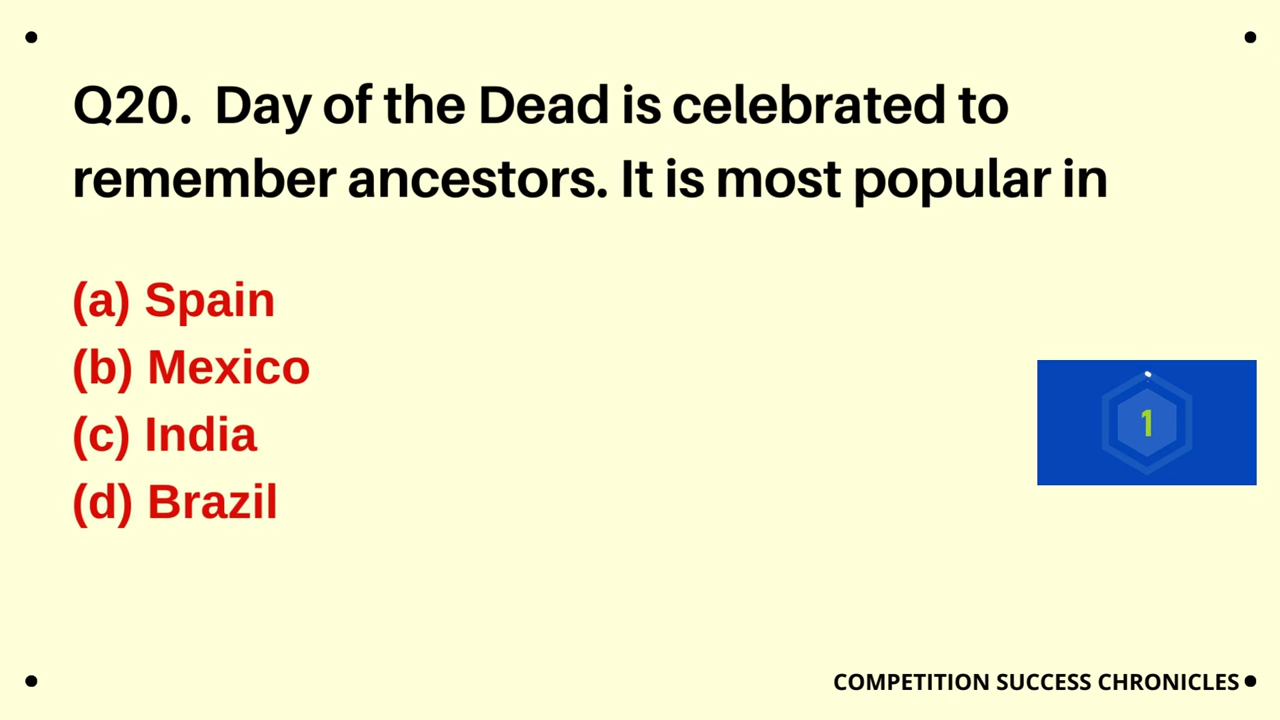 Q20.  Day of the Dead is celebrated to
remember ancestors. It is most popular in
(a) Spain
(b) Mexico
(c) India
(d) Brazil
1
COMPETITION SUCCESS CHRONICLES